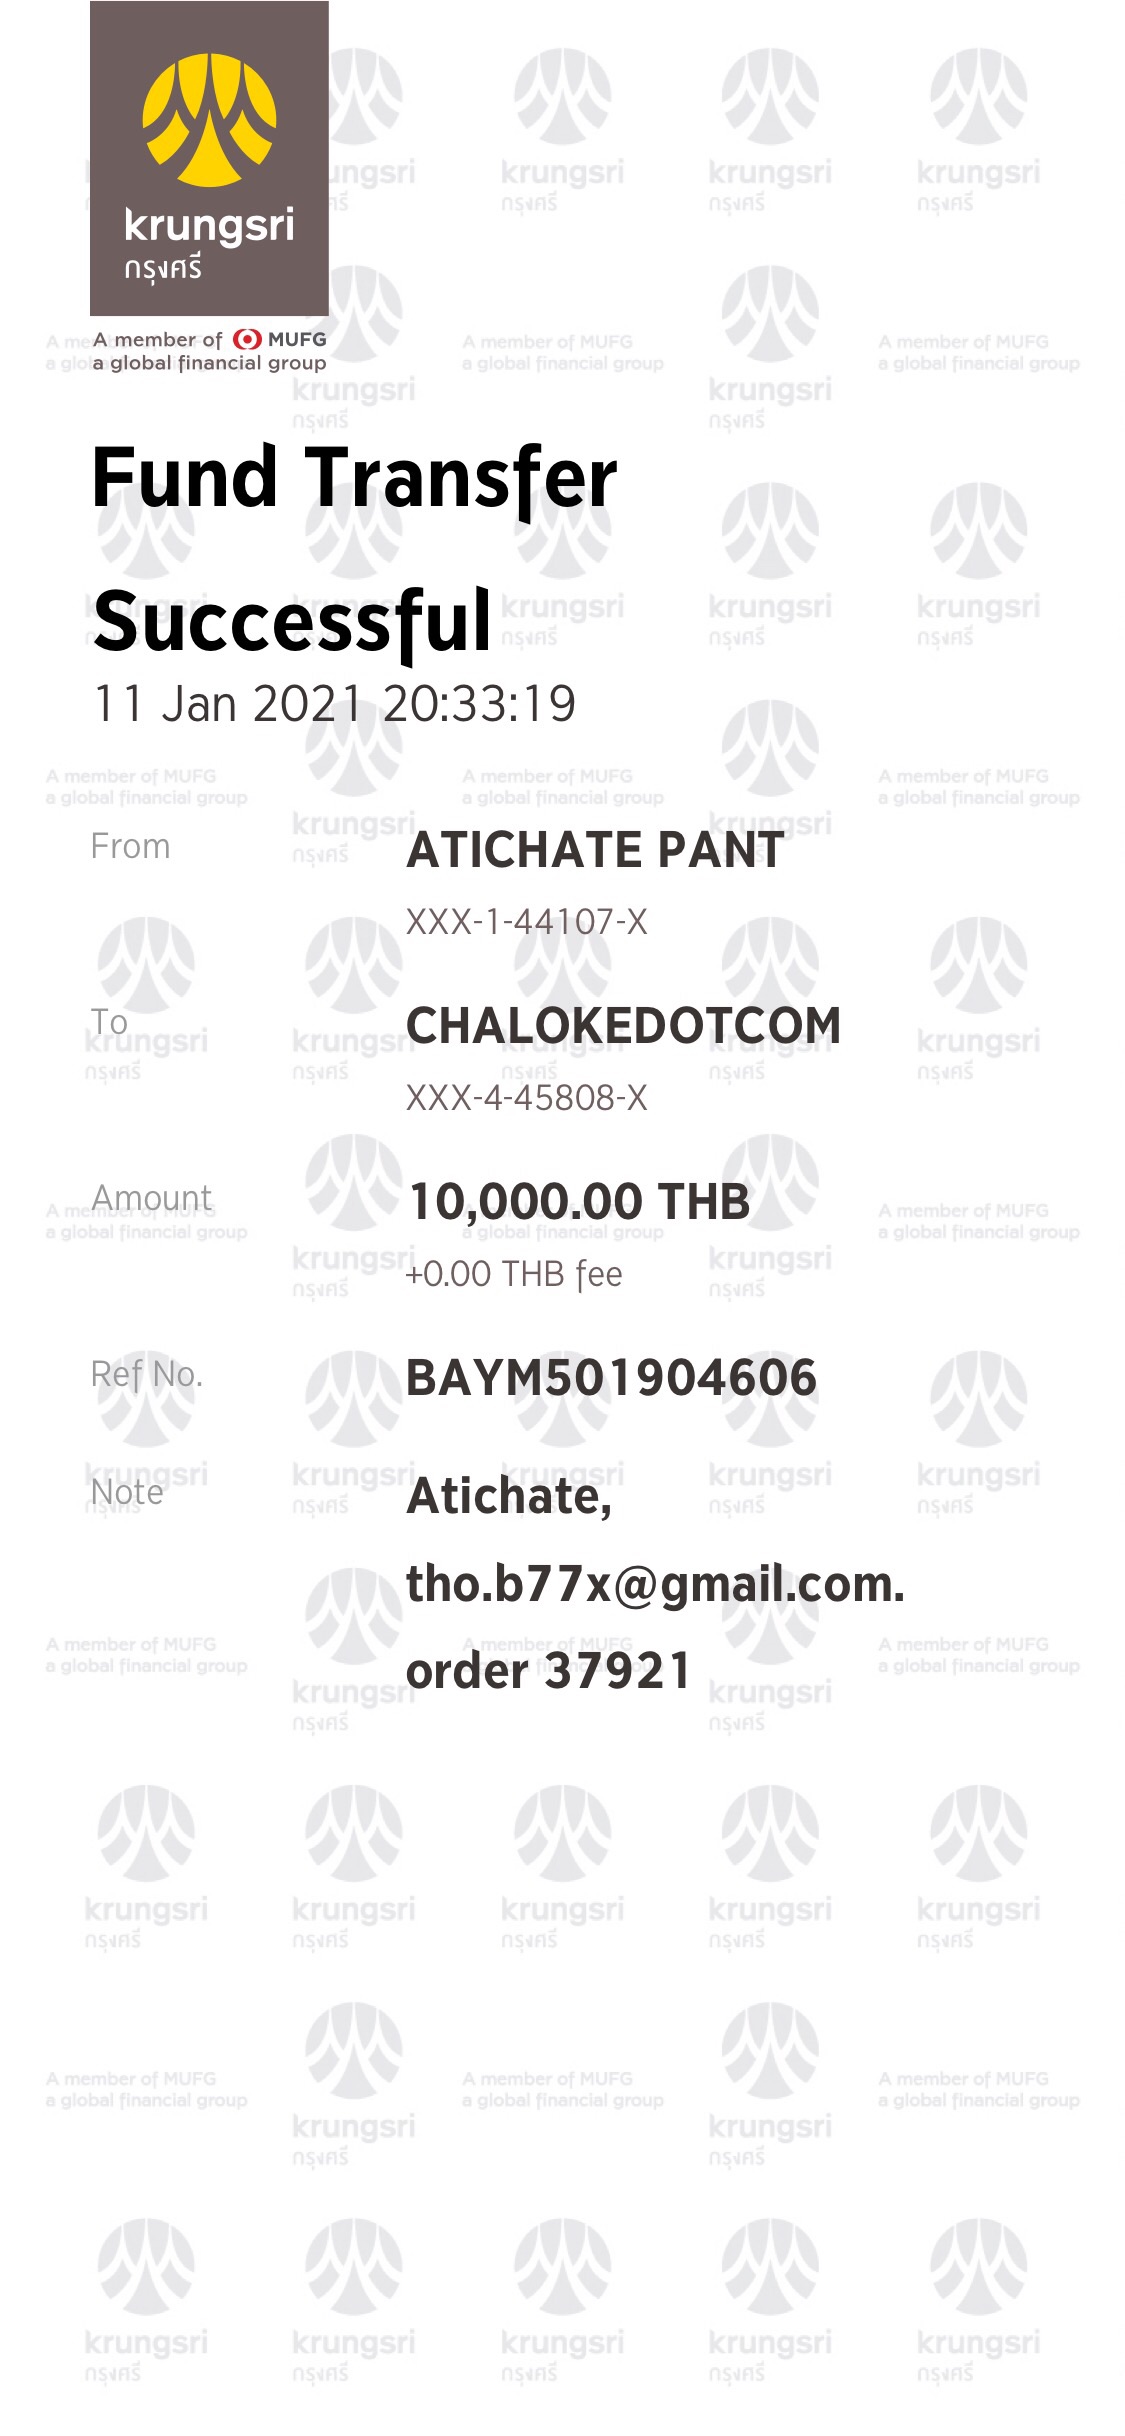 krungsri
กรุงศรี
A member of MUFG
a global financial group
Fund Transfer
Successful
11 Jan 2021 20:33:19
From
ATICHATE PANT
XXX-1-44107-X
To
CHALOKEDOTCOM
XXX-4-45808-X
Amount
10,000.00 THB
+0.00 THB fee
Ref No.
BAYM501904606
Note
Atichate,
tho.b77x@gmail.com.
order 37921